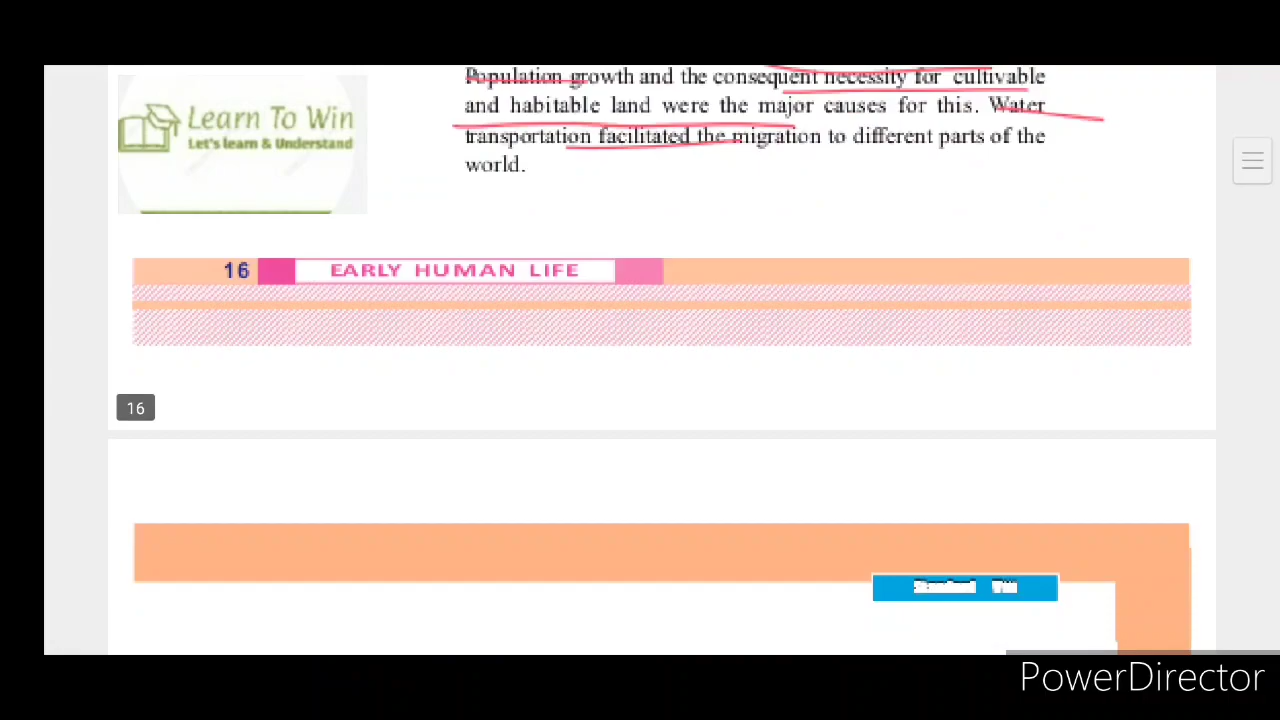 Population growth and the consequent necessity for cultivable
and habitable land were the major causes for this. Water
transportation facilitated the migration to different parts of the
world.
Learn To Win
Let's learn & Understand
16
EARLY HUMAN LIFE
16
PowerDirector